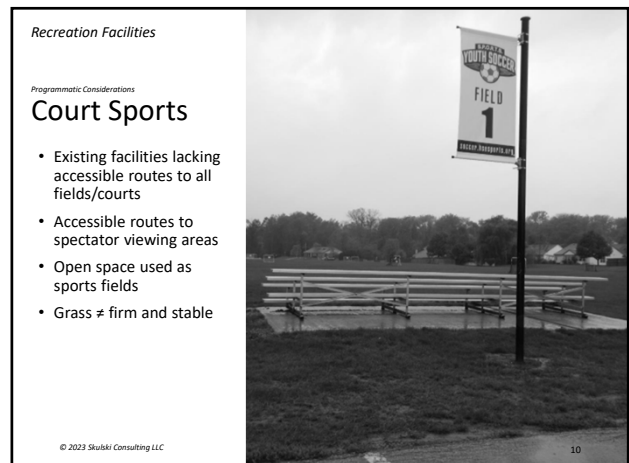 Recreation Facilities
Programmatic Considerations
Court Sports
• Existing facilities lacking
accessible routes to all
fields/courts
• Accessible routes to
spectator viewing areas
• Open space used as
sports fields
• Grass ≠ firm and stable
SPORTS
YOUTH SOCCER
FIELD
1
© 2023 Skulski Consulting LLC
10